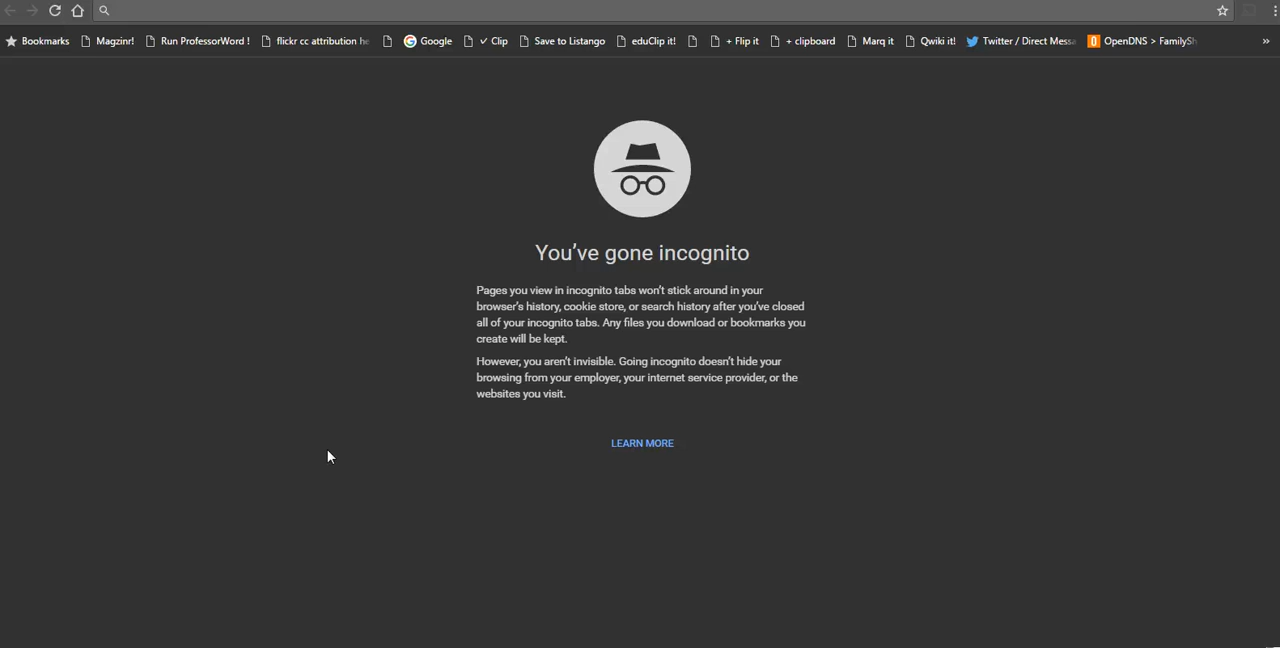 Bookmarks Magzinr! Run ProfessorWord ! flickr cc attribution he Google ✓ Clip Save to Listango eduClip it! + Flip it + clipboard Marq it Qwiki it! Twitter / Direct Messa OpenDNS > FamilySh »
You've gone incognito
Pages you view in incognito tabs won't stick around in your
browser's history, cookie store, or search history after you've closed
all of your incognito tabs. Any files you download or bookmarks you
create will be kept.
However, you aren't invisible. Going incognito doesn't hide your
browsing from your employer, your internet service provider, or the
websites you visit.
LEARN MORE